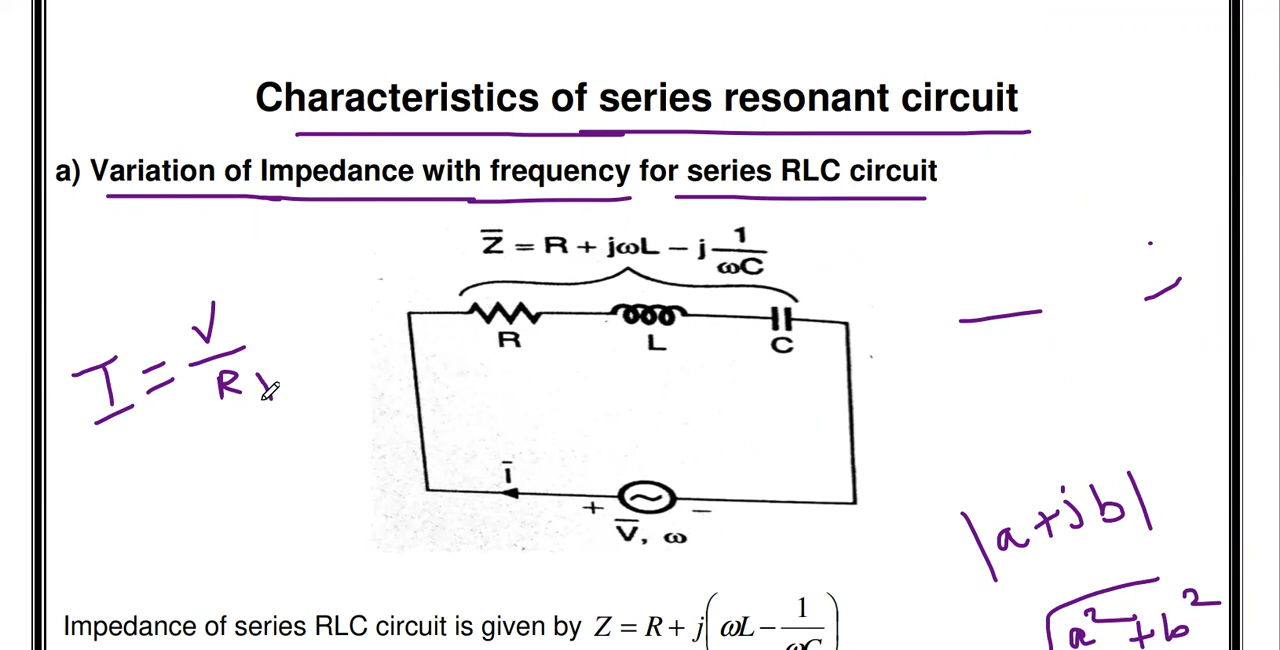 Characteristics of series resonant circuit
a) Variation of Impedance with frequency for series RLC circuit
Z̅ = R + jωL − j 1/ωC
R L C
I = V/R
i̅
+ −
V̅, ω
|a+jb|
√a²+b²
Impedance of series RLC circuit is given by Z = R + j(ωL − 1/ωC)